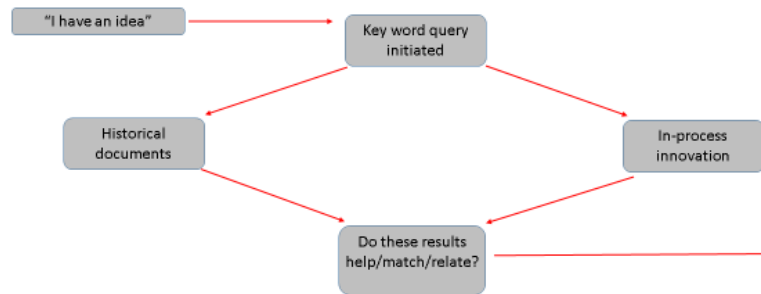 “I have an idea”
Key word query
initiated
Historical
documents
In-process
innovation
Do these results
help/match/relate?